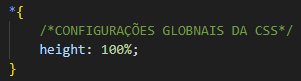 *{
/*CONFIGURAÇÕES GLOBNAIS DA CSS*/
height: 100%;
}